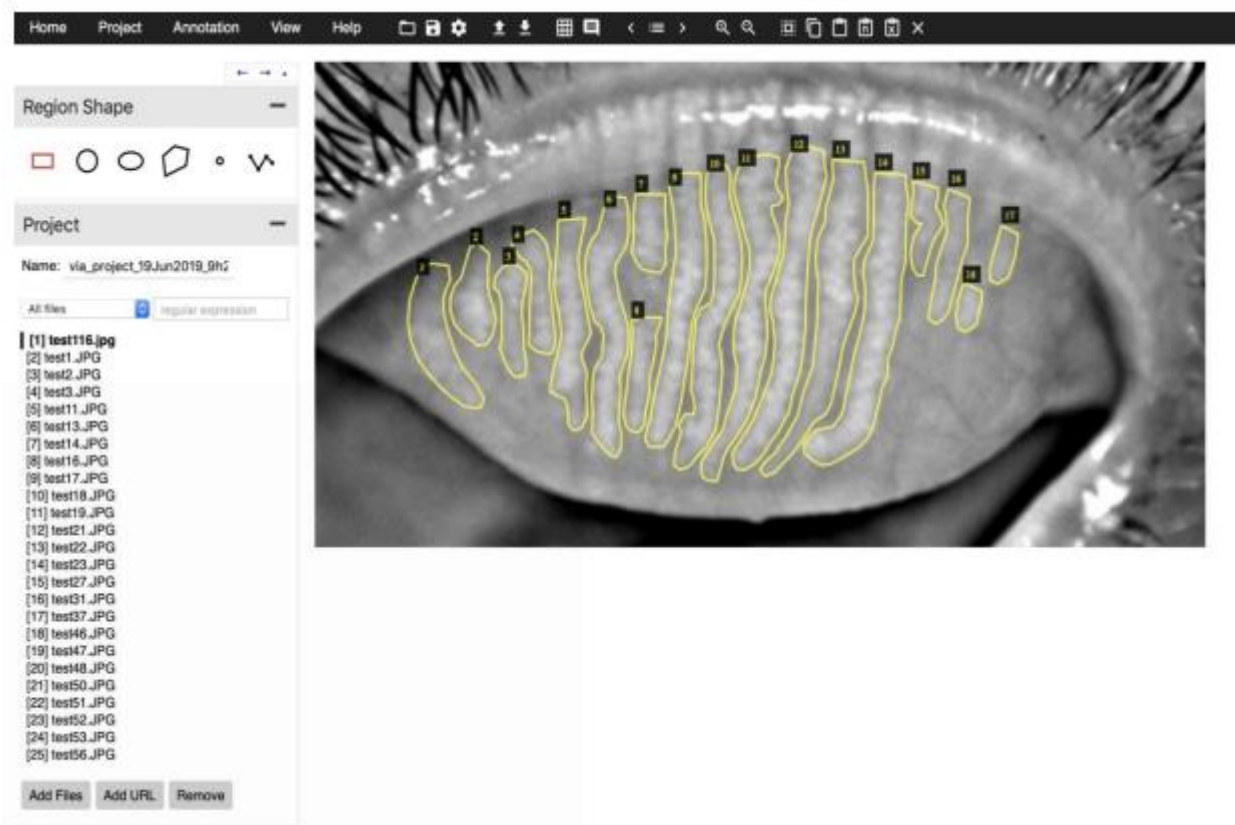 Home Project Annotation View Help
Region Shape
Project
Name: via_project_19Jun2019_9h2
All files regular expression
[1] test116.jpg
[2] test1.JPG
[3] test2.JPG
[4] test3.JPG
[5] test11.JPG
[6] test13.JPG
[7] test14.JPG
[8] test16.JPG
[9] test17.JPG
[10] test18.JPG
[11] test19.JPG
[12] test21.JPG
[13] test22.JPG
[14] test23.JPG
[15] test27.JPG
[16] test31.JPG
[17] test37.JPG
[18] test46.JPG
[19] test47.JPG
[20] test48.JPG
[21] test50.JPG
[22] test51.JPG
[23] test52.JPG
[24] test53.JPG
[25] test56.JPG
Add Files Add URL Remove
12
13
11
10
14
9
15
16
7
6
5
17
4
2
3
1
8